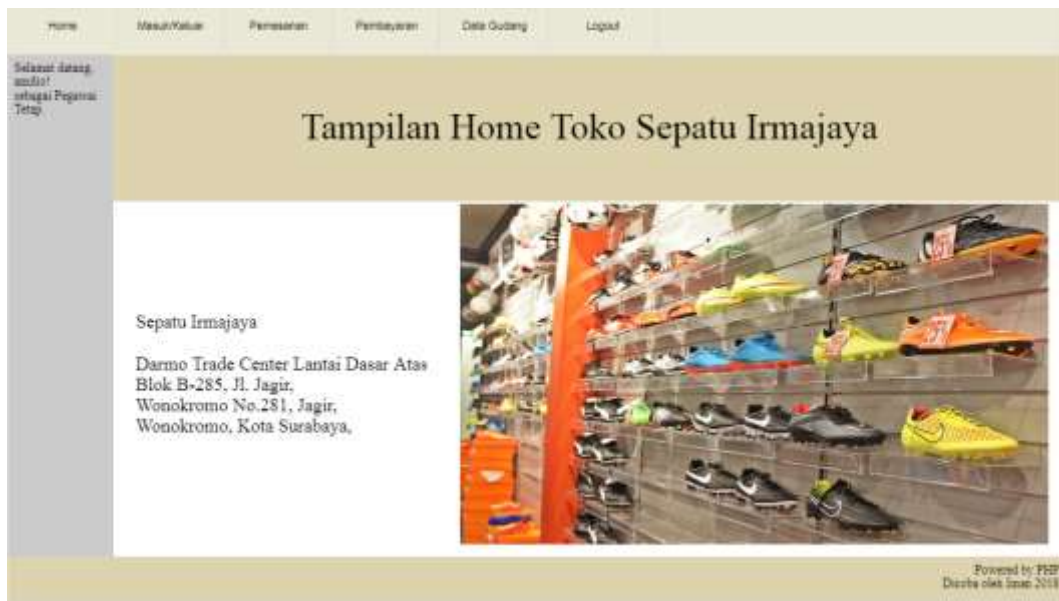 Home Masuk/Keluar Pemesanan Pembayaran Data Gudang Logout
Selamat datang,
sebagai Pegawai
Tetap.
Tampilan Home Toko Sepatu Irmajaya
Sepatu Irmajaya
Darmo Trade Center Lantai Dasar Atas
Blok B-285, Jl. Jagir,
Wonokromo No.281, Jagir,
Wonokromo, Kota Surabaya,
Powered by PHP
Dicoba oleh Iman 2018